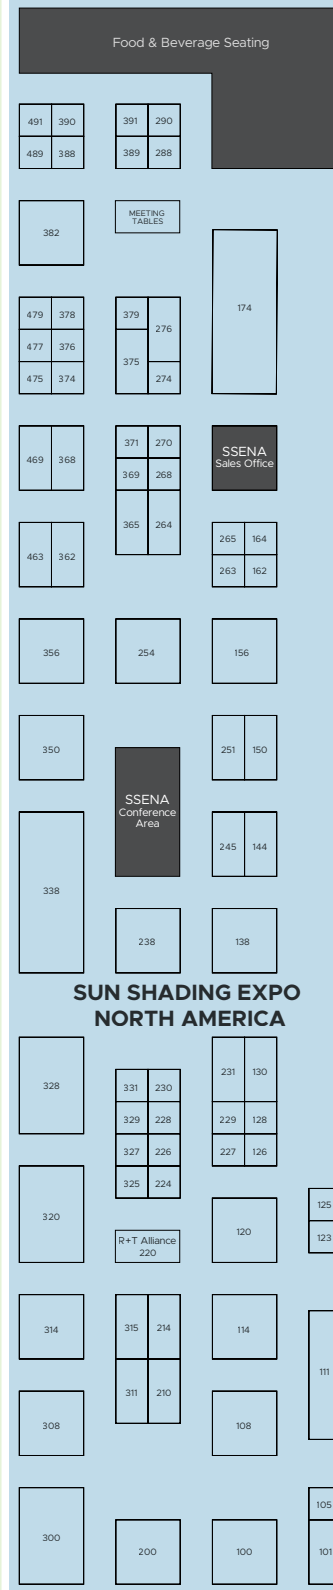 Food & Beverage Seating
491 390 391 290
489 388 389 288
382
MEETING
TABLES
174
479 378 379 276
477 376 375
475 374 274
469 368
371 270
369 268
365 264
SSENA
Sales Office
463 362
265 164
263 162
356 254 156
350
251 150
SSENA
Conference
Area
338
245 144
238 138
SUN SHADING EXPO
NORTH AMERICA
328
331 230
329 228
327 226
325 224
231 130
229 128
227 126
320
R+T Alliance
220
120
125
123
314
315 214
114
111
311 210
308
108
300
200
100
105
101